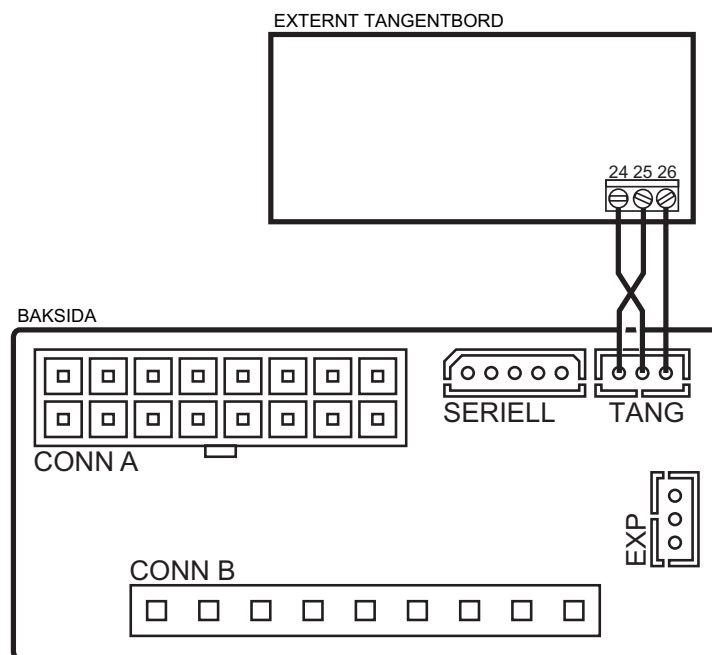 EXTERNT TANGENTBORD
24 25 26
BAKSIDA
SERIELL
TANG
CONN A
EXP
CONN B